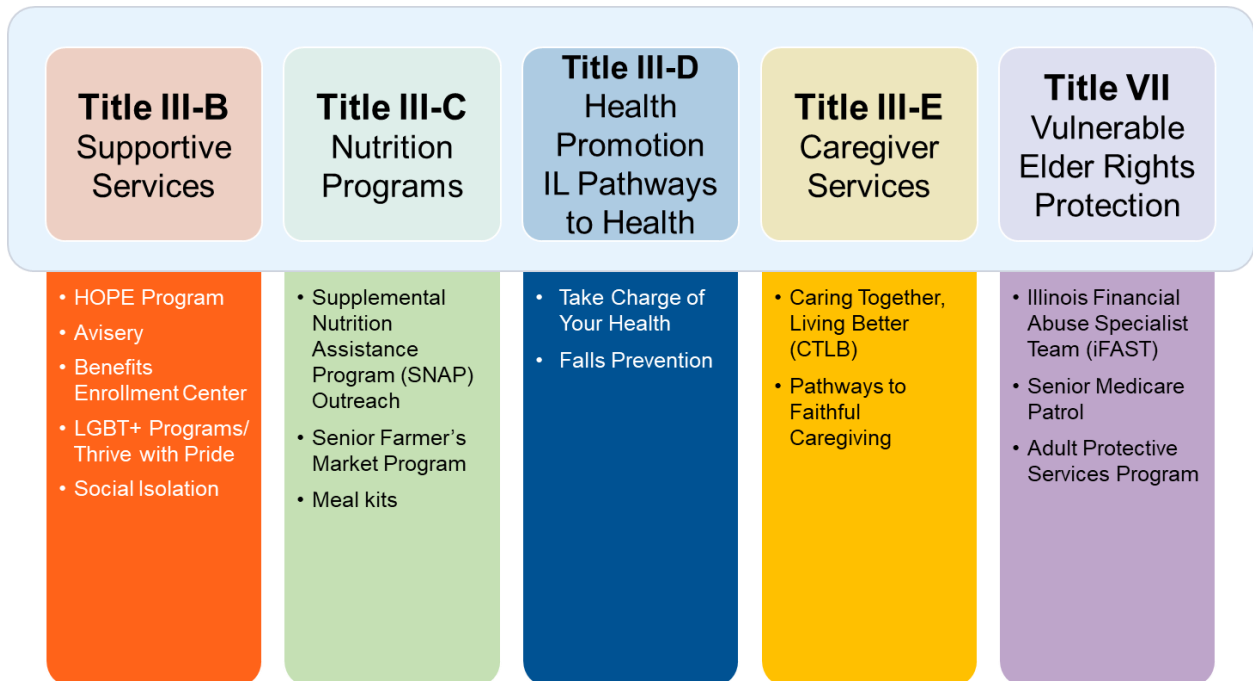 Title III-B
Supportive
Services
Title III-C
Nutrition
Programs
Title III-D
Health
Promotion
IL Pathways
to Health
Title III-E
Caregiver
Services
Title VII
Vulnerable
Elder Rights
Protection
• HOPE Program
• Avisery
• Benefits
Enrollment Center
• LGBT+ Programs/
Thrive with Pride
• Social Isolation
• Supplemental
Nutrition
Assistance
Program (SNAP)
Outreach
• Senior Farmer’s
Market Program
• Meal kits
• Take Charge of
Your Health
• Falls Prevention
• Caring Together,
Living Better
(CTLB)
• Pathways to
Faithful
Caregiving
• Illinois Financial
Abuse Specialist
Team (iFAST)
• Senior Medicare
Patrol
• Adult Protective
Services Program